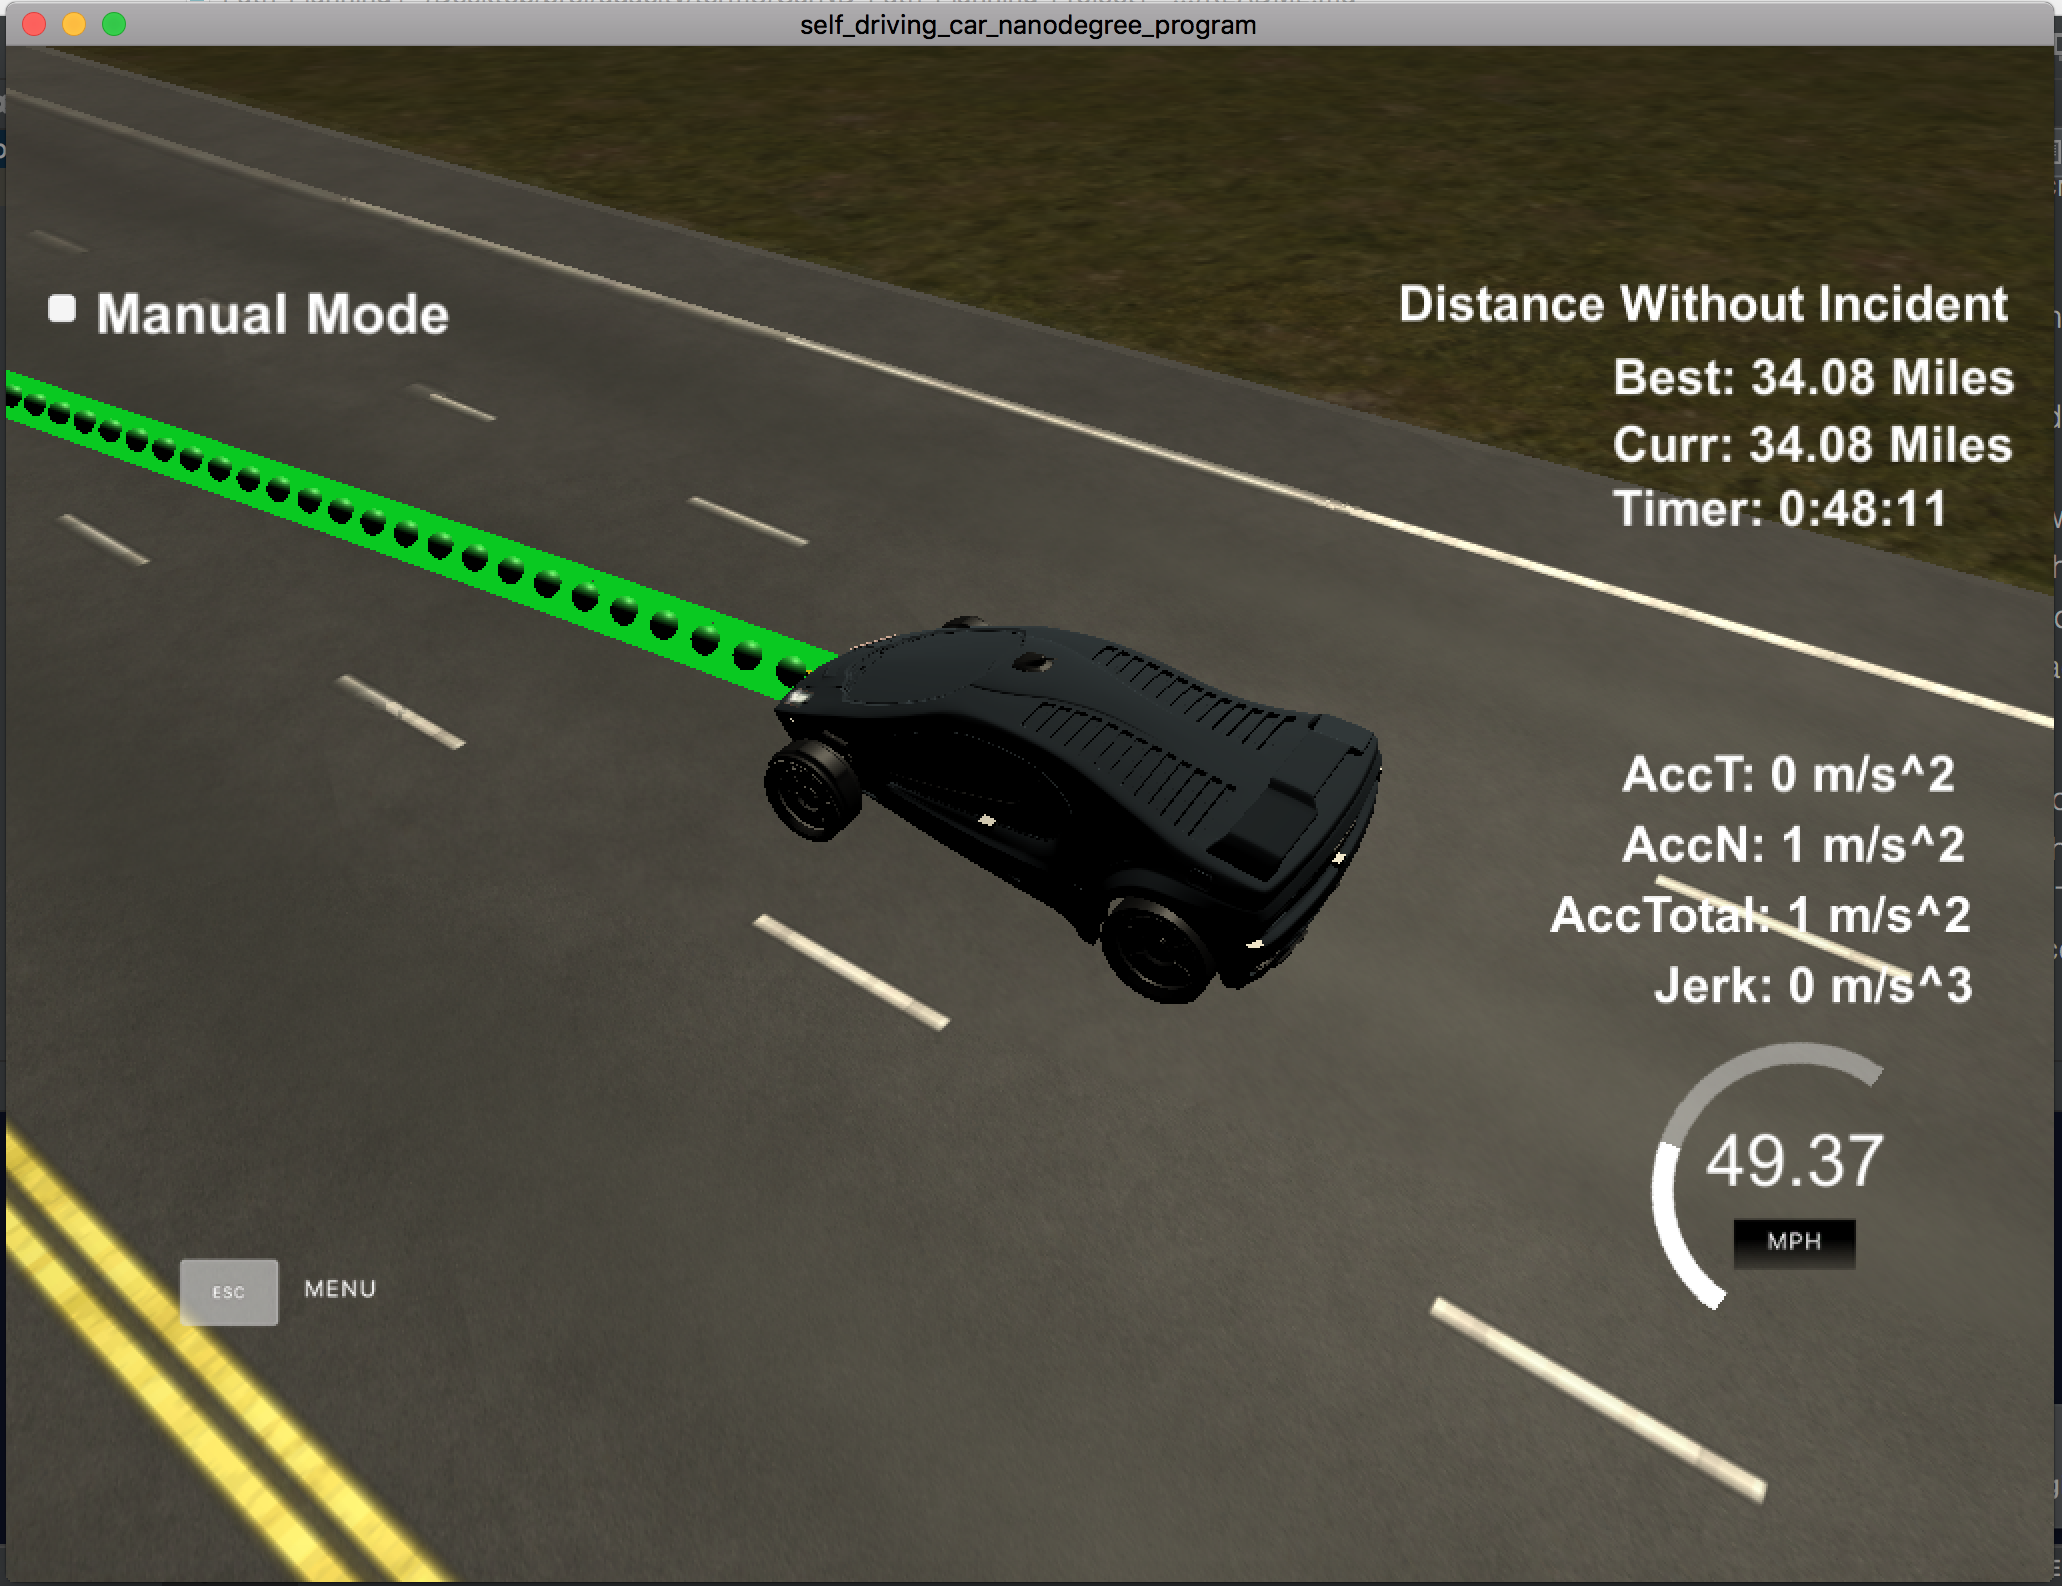 self_driving_car_nanodegree_program
Manual Mode
Distance Without Incident
Best: 34.08 Miles
Curr: 34.08 Miles
Timer: 0:48:11
AccT: 0 m/s^2
AccN: 1 m/s^2
AccTotal: 1 m/s^2
Jerk: 0 m/s^3
49.37
MPH
ESC MENU